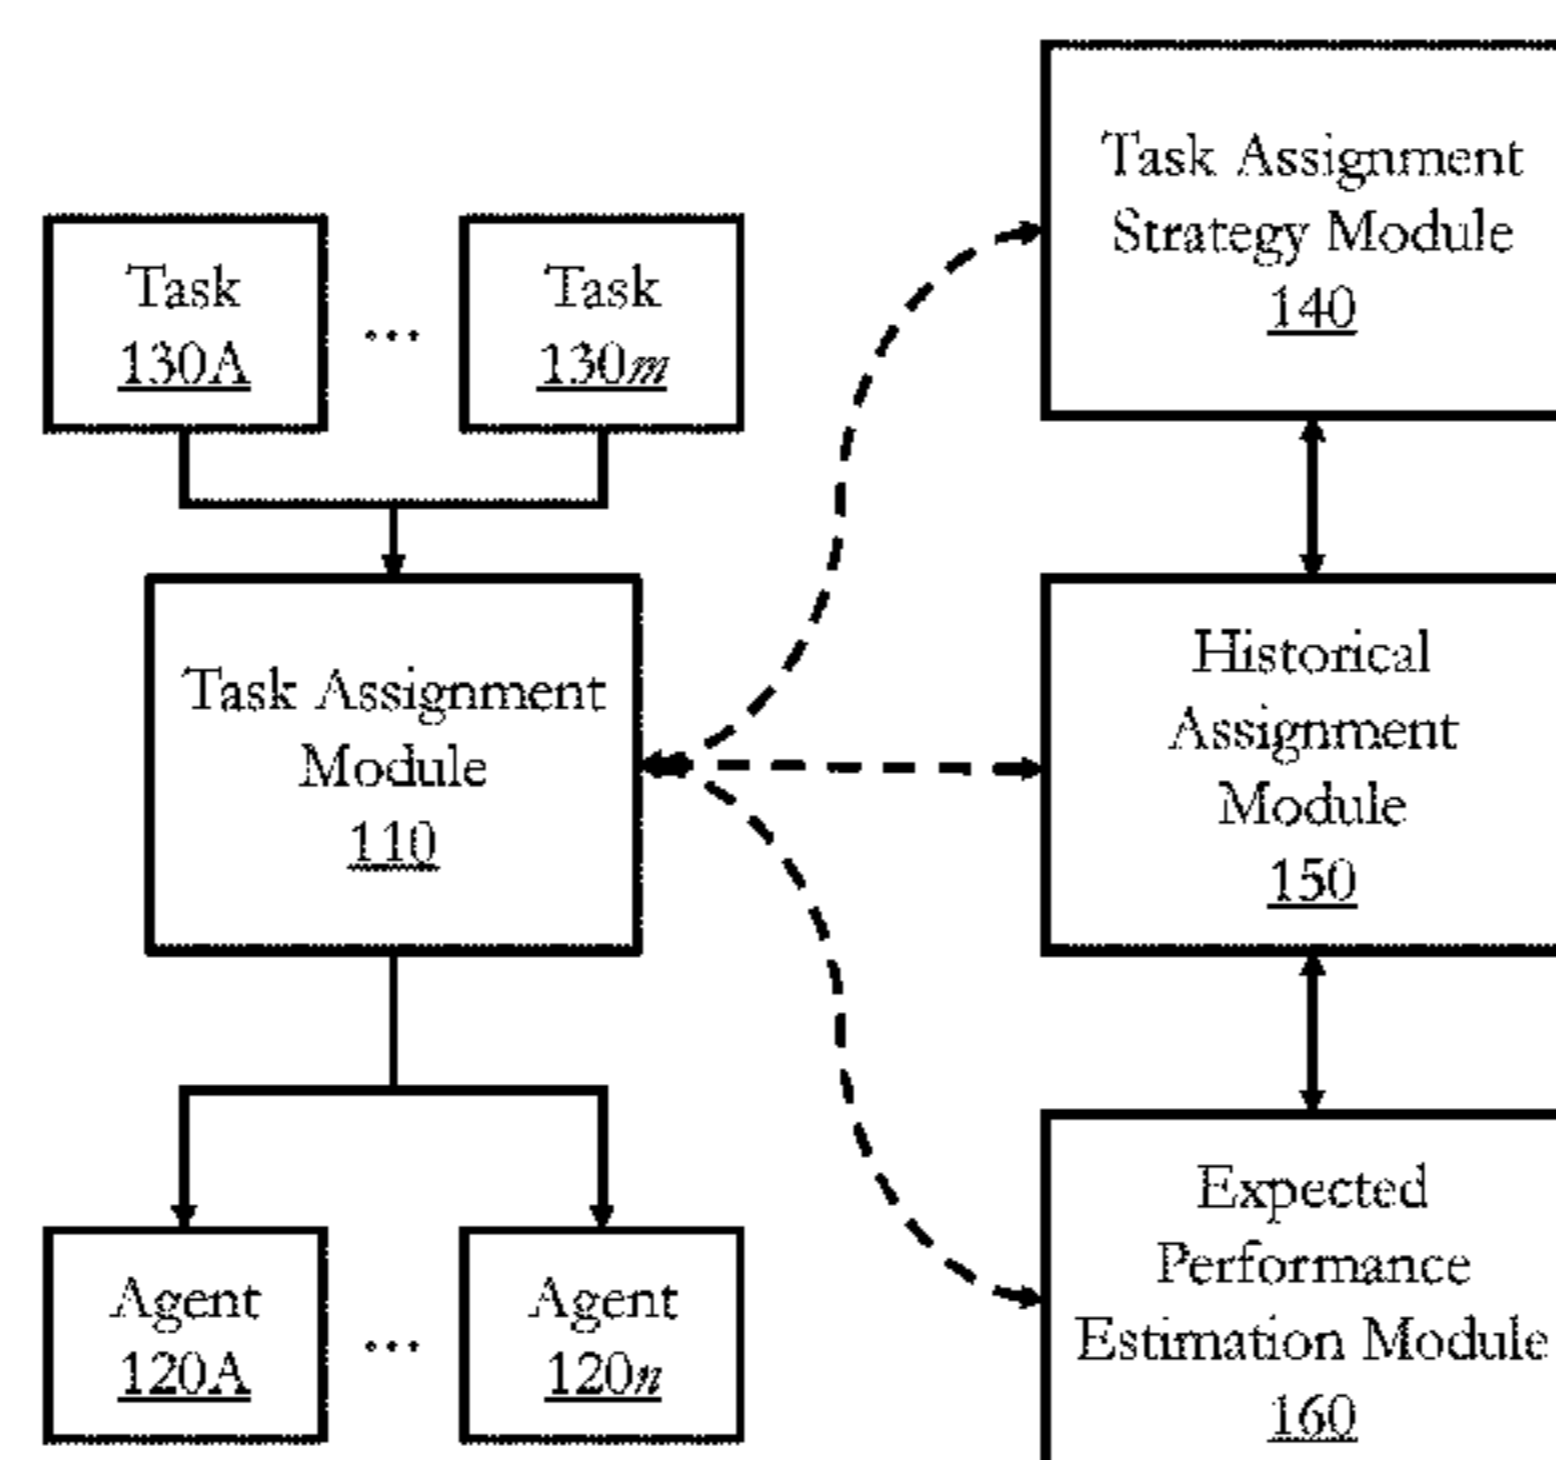 Task Assignment
Strategy Module
140
Task
130A
...
Task
130m
Task Assignment
Module
110
Historical
Assignment
Module
150
Agent
120A
...
Agent
120n
Expected
Performance
Estimation Module
160